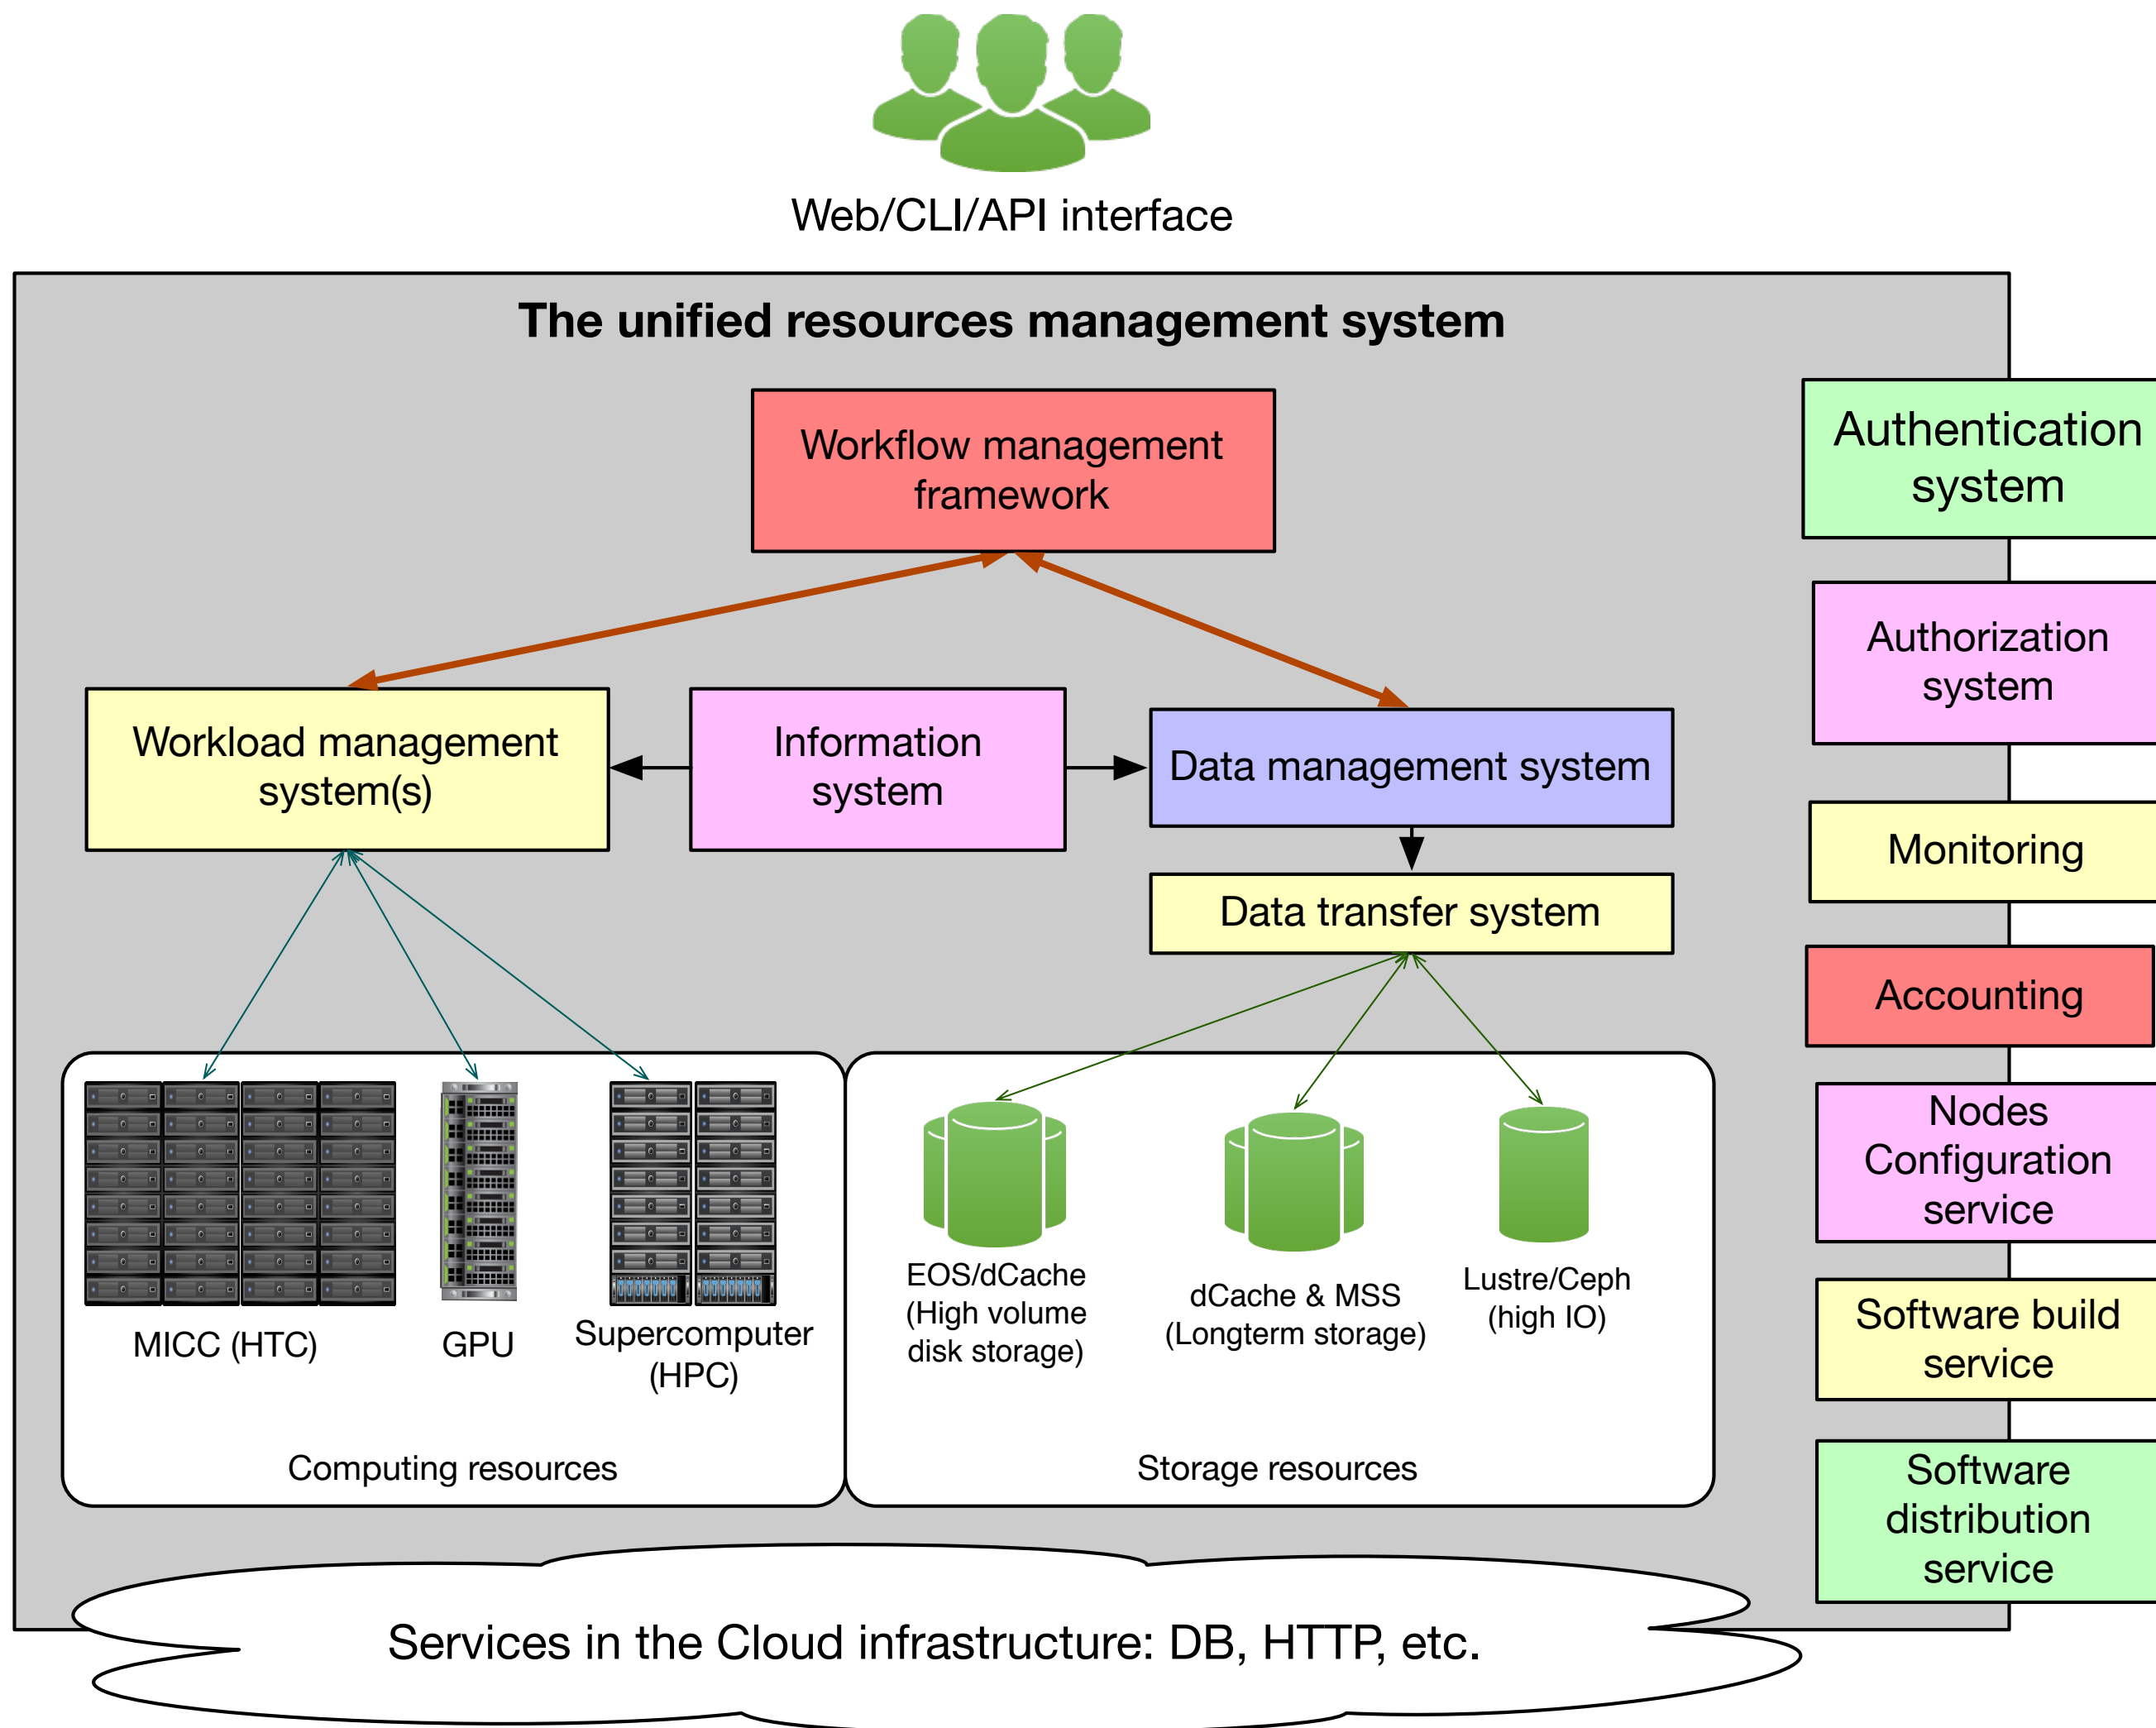 Web/CLI/API interface
The unified resources management system
Workflow management
framework
Workload management
system(s)
Information
system
Data management system
Data transfer system
MICC (HTC)
GPU
Supercomputer
(HPC)
Computing resources
EOS/dCache
(High volume
disk storage)
dCache & MSS
(Longterm storage)
Lustre/Ceph
(high IO)
Storage resources
Authentication
system
Authorization
system
Monitoring
Accounting
Nodes
Configuration
service
Software build
service
Software
distribution
service
Services in the Cloud infrastructure: DB, HTTP, etc.